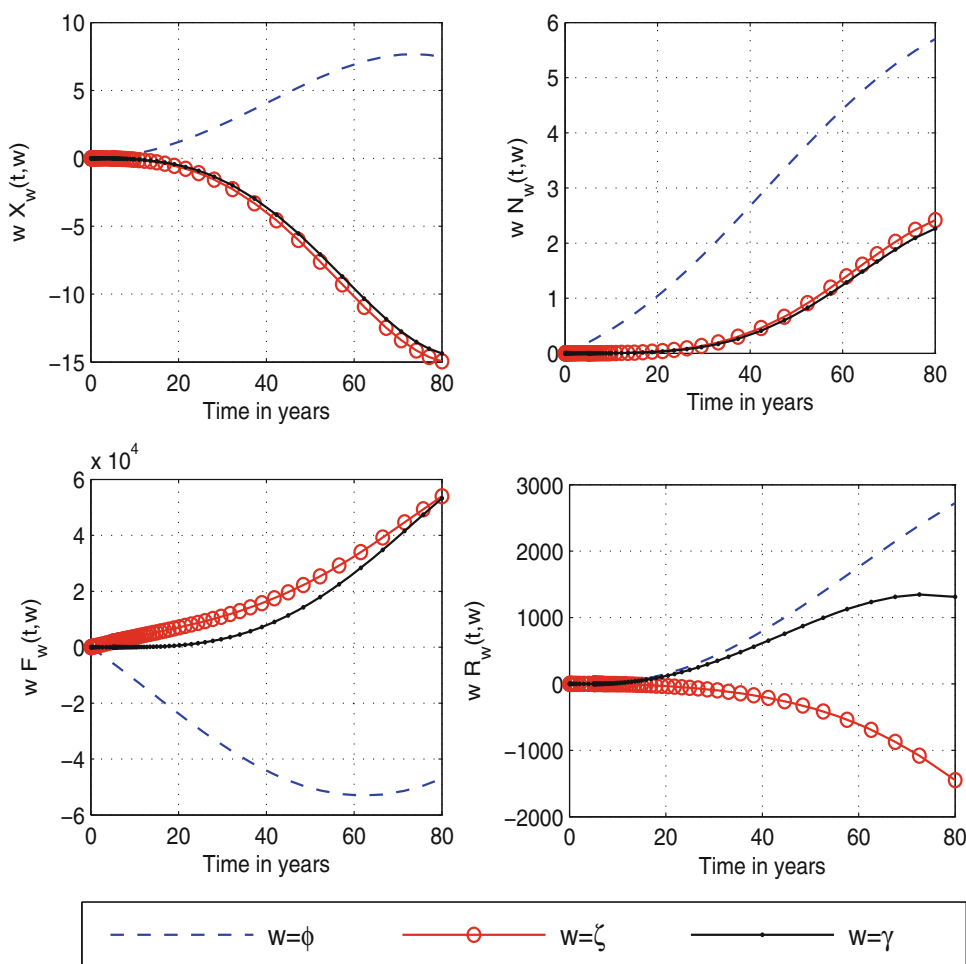 10
5
0
−5
−10
−15
0 20 40 60 80
Time in years
w X_w(t,w)
6
5
4
3
2
1
0
0 20 40 60 80
Time in years
w N_w(t,w)
x 10^4
6
4
2
0
−2
−4
−6
0 20 40 60 80
Time in years
w F_w(t,w)
3000
2000
1000
0
−1000
−2000
0 20 40 60 80
Time in years
w R_w(t,w)
w=ϕ w=ζ w=γ